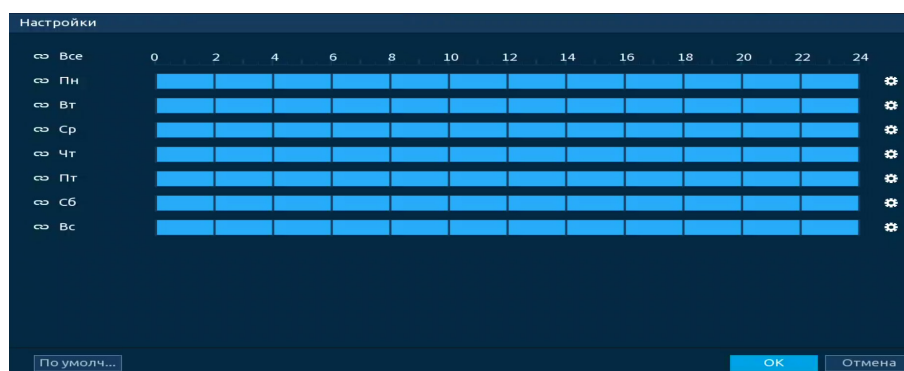 Настройки
Все 0 2 4 6 8 10 12 14 16 18 20 22 24
Пн
Вт
Ср
Чт
Пт
Сб
Вс
По умолч... OK Отмена